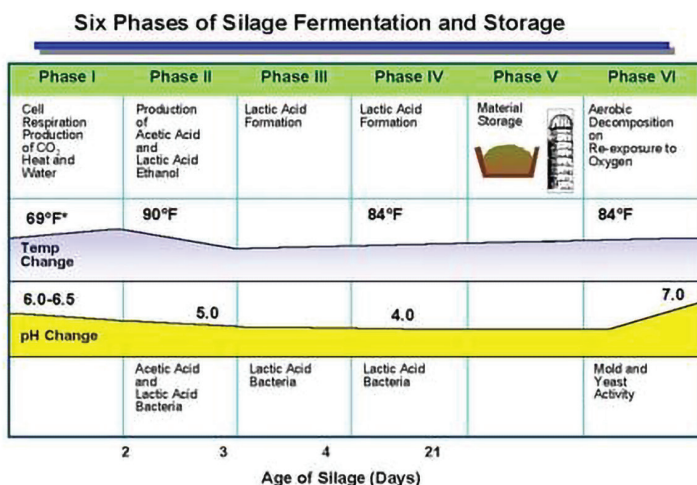 Six Phases of Silage Fermentation and Storage
Phase I
Phase II
Phase III
Phase IV
Phase V
Phase VI
Cell
Respiration
Production
of CO₂
Heat and
Water
Production
of
Acetic Acid
and
Lactic Acid
Ethanol
Lactic Acid
Formation
Lactic Acid
Formation
Material
Storage
Aerobic
Decomposition
on
Re-exposure to
Oxygen
69°F*
90°F
84°F
84°F
Temp
Change
6.0-6.5
5.0
4.0
7.0
pH Change
Acetic Acid
and
Lactic Acid
Bacteria
Lactic Acid
Bacteria
Lactic Acid
Bacteria
Mold and
Yeast
Activity
2
3
4
21
Age of Silage (Days)